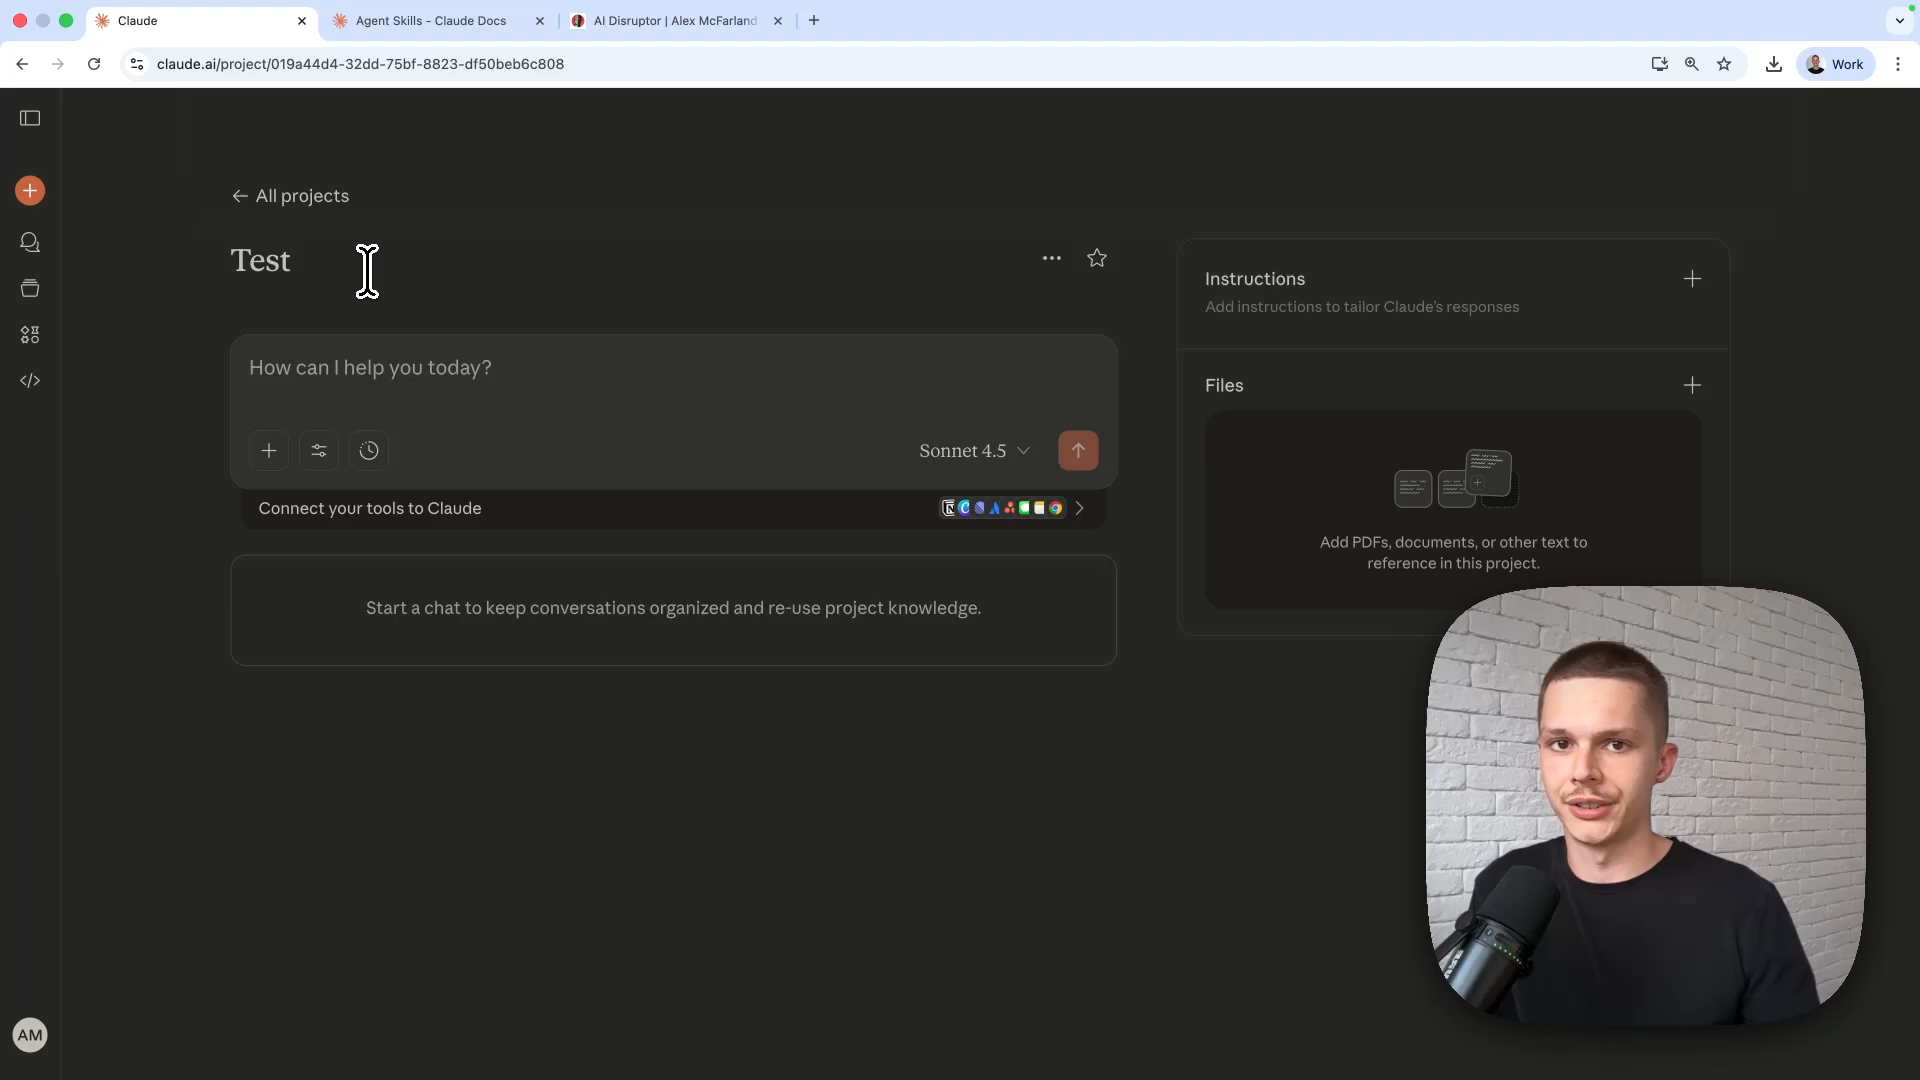 Claude
Agent Skills - Claude Docs
AI Disruptor | Alex McFarland
claude.ai/project/019a44d4-32dd-75bf-8823-df50beb6c808
Work
← All projects
Test
Instructions
Add instructions to tailor Claude's responses
How can I help you today?
Files
Sonnet 4.5
Connect your tools to Claude
Add PDFs, documents, or other text to
reference in this project.
Start a chat to keep conversations organized and re-use project knowledge.
AM